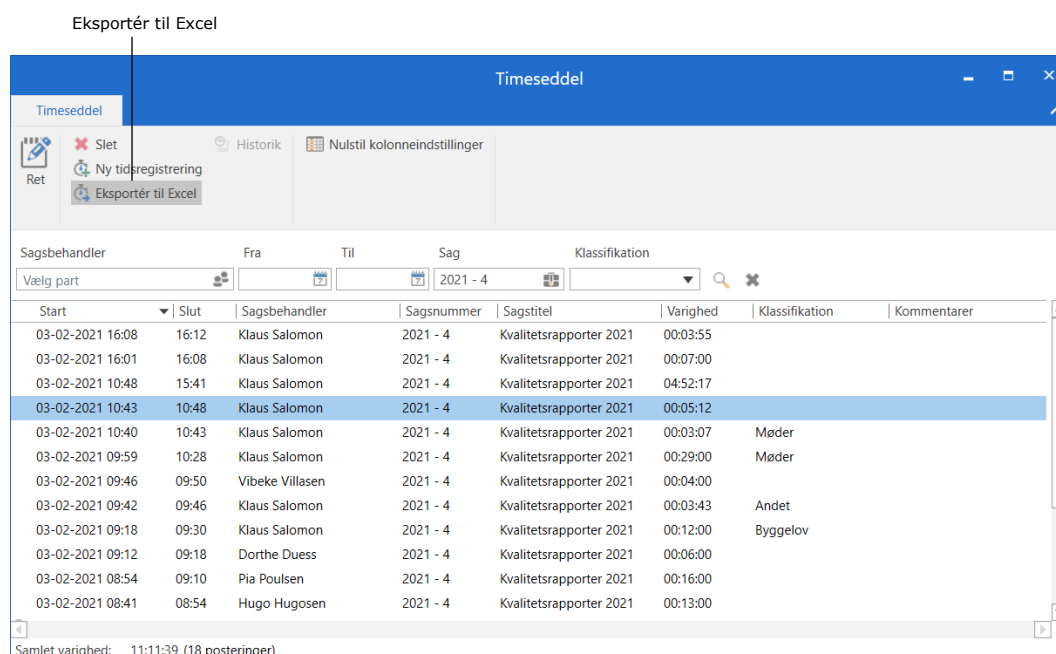 Eksportér til Excel
Timeseddel
Timeseddel
Ret
Slet
Ny tidsregistrering
Eksportér til Excel
Historik
Nulstil kolonneindstillinger
Sagsbehandler Fra Til Sag Klassifikation
Vælg part 7 7 2021 - 4
Start Slut Sagsbehandler Sagsnummer Sagstitel Varighed Klassifikation Kommentarer
03-02-2021 16:08 16:12 Klaus Salomon 2021 - 4 Kvalitetsrapporter 2021 00:03:55
03-02-2021 16:01 16:08 Klaus Salomon 2021 - 4 Kvalitetsrapporter 2021 00:07:00
03-02-2021 10:48 15:41 Klaus Salomon 2021 - 4 Kvalitetsrapporter 2021 04:52:17
03-02-2021 10:43 10:48 Klaus Salomon 2021 - 4 Kvalitetsrapporter 2021 00:05:12
03-02-2021 10:40 10:43 Klaus Salomon 2021 - 4 Kvalitetsrapporter 2021 00:03:07 Møder
03-02-2021 09:59 10:28 Klaus Salomon 2021 - 4 Kvalitetsrapporter 2021 00:29:00 Møder
03-02-2021 09:46 09:50 Vibeke Villasen 2021 - 4 Kvalitetsrapporter 2021 00:04:00
03-02-2021 09:42 09:46 Klaus Salomon 2021 - 4 Kvalitetsrapporter 2021 00:03:43 Andet
03-02-2021 09:18 09:30 Klaus Salomon 2021 - 4 Kvalitetsrapporter 2021 00:12:00 Byggelov
03-02-2021 09:12 09:18 Dorthe Duess 2021 - 4 Kvalitetsrapporter 2021 00:06:00
03-02-2021 08:54 09:10 Pia Poulsen 2021 - 4 Kvalitetsrapporter 2021 00:16:00
03-02-2021 08:41 08:54 Hugo Hugosen 2021 - 4 Kvalitetsrapporter 2021 00:13:00
Samlet varighed: 11:11:39 (18 posteringer)